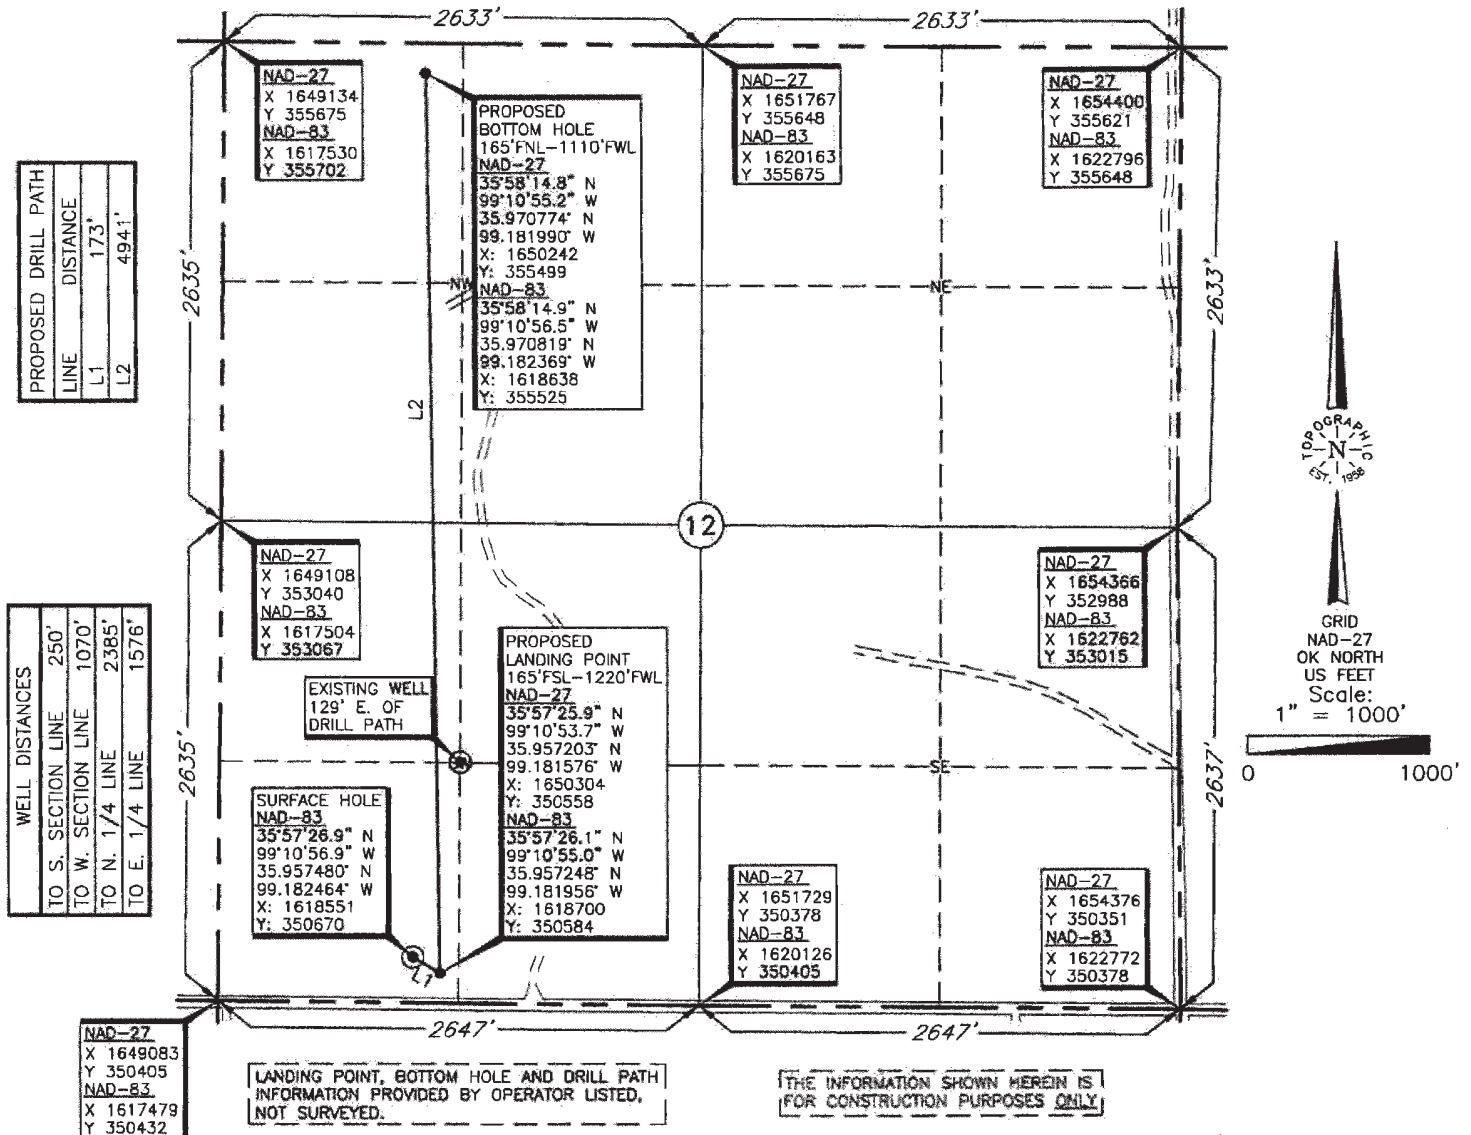 2633'
2633'
NAD-27
X 1649134
Y 355675
NAD-83
X 1617530
Y 355702
PROPOSED
BOTTOM HOLE
165'FNL-1110'FWL
NAD-27
35°58'14.8" N
99°10'55.2" W
35.970774° N
99.181990° W
X: 1650242
Y: 355499
NAD-83
35°58'14.9" N
99°10'56.5" W
35.970819° N
99.182369° W
X: 1618638
Y: 355525
NAD-27
X 1651767
Y 355648
NAD-83
X 1620163
Y 355675
NAD-27
X 1654400
Y 355621
NAD-83
X 1622796
Y 355648
PROPOSED DRILL PATH
LINE DISTANCE
L1 173'
L2 4941'
2635'
NW
NE
2633'
L2
TOPOGRAPHIC
N
EST. 1958
12
NAD-27
X 1649108
Y 353040
NAD-83
X 1617504
Y 353067
NAD-27
X 1654366
Y 352988
NAD-83
X 1622762
Y 353015
GRID
NAD-27
OK NORTH
US FEET
Scale:
1" = 1000'
0 1000'
WELL DISTANCES
TO S. SECTION LINE 250'
TO W. SECTION LINE 1070'
TO N. 1/4 LINE 2385'
TO E. 1/4 LINE 1576'
2635'
EXISTING WELL
129' E. OF
DRILL PATH
PROPOSED
LANDING POINT
165'FSL-1220'FWL
NAD-27
35°57'25.9" N
99°10'53.7" W
35.957203° N
99.181576° W
X: 1650304
Y: 350558
NAD-83
35°57'26.1" N
99°10'55.0" W
35.957248° N
99.181956° W
X: 1618700
Y: 350584
SE
2637'
SURFACE HOLE
NAD-83
35°57'26.9" N
99°10'56.9" W
35.957480° N
99.182464° W
X: 1618551
Y: 350670
L1
NAD-27
X 1651729
Y 350378
NAD-83
X 1620126
Y 350405
NAD-27
X 1654376
Y 350351
NAD-83
X 1622772
Y 350378
2647'
2647'
NAD-27
X 1649083
Y 350405
NAD-83
X 1617479
Y 350432
LANDING POINT, BOTTOM HOLE AND DRILL PATH
INFORMATION PROVIDED BY OPERATOR LISTED,
NOT SURVEYED.
THE INFORMATION SHOWN HEREIN IS
FOR CONSTRUCTION PURPOSES ONLY